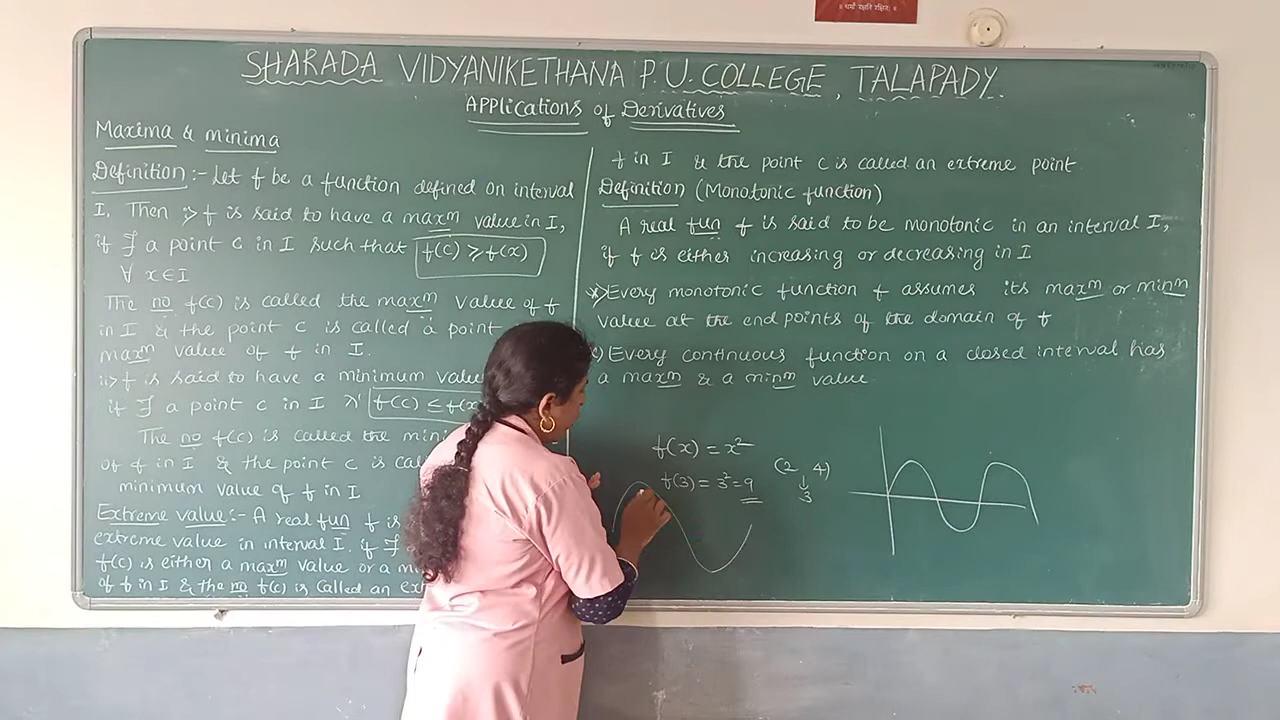 ॥ धर्मो रक्षति रक्षितः ॥
SHARADA VIDYANIKETHANA P.U.COLLEGE, TALAPADY.
Applications of Derivatives
Maxima & minima
Definition :- Let f be a function defined on interval
I. Then i> f is said to have a maxm value in I,
if ∃ a point c in I such that f(c) ≥ f(x)
∀ x ∈ I
The no f(c) is called the maxm value of f
in I & the point c is called a point
maxm value of f in I.
ii> f is said to have a minimum value
if ∃ a point c in I f(c) ≤ f(x
The no f(c) is called the mini
of f in I & the point c is call
minimum value of f in I
Extreme value :- A real fun f is
extreme value in interval I. if ∃
f(c) is either a maxm value or a m
of f in I & the no f(c) is called an ext
f in I & the point c is called an extreme point
Definition (Monotonic function)
A real fun f is said to be monotonic in an interval I,
if f is either increasing or decreasing in I
*) Every monotonic function f assumes its maxm or minm
value at the end points of the domain of f
) Every continuous function on a closed interval has
a maxm & a minm value
f(x) = x²
f(3) = 3² = 9
(2, 4)
↓
3